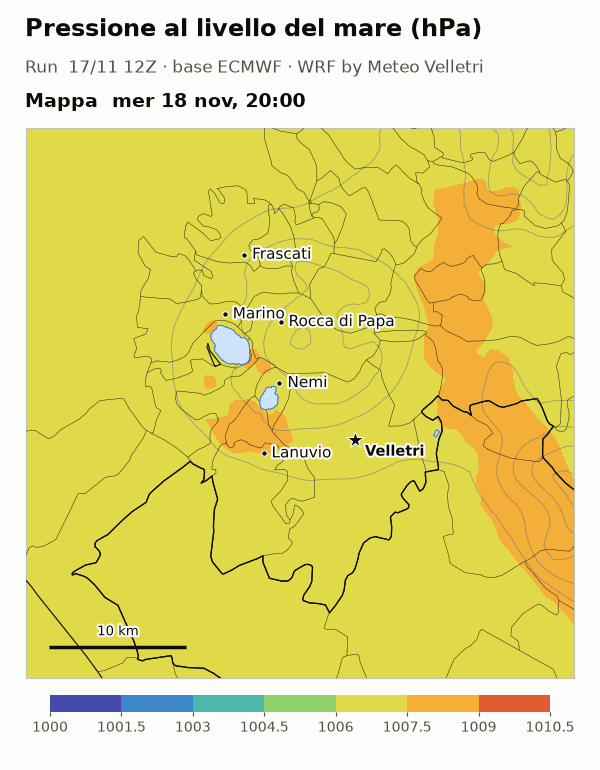 Pressione al livello del mare (hPa)
Run  17/11 12Z · base ECMWF · WRF by Meteo Velletri
Mappa  mer 18 nov, 20:00
Frascati
Marino
Rocca di Papa
Nemi
Velletri
Lanuvio
10 km
1000 1001.5 1003 1004.5 1006 1007.5 1009 1010.5